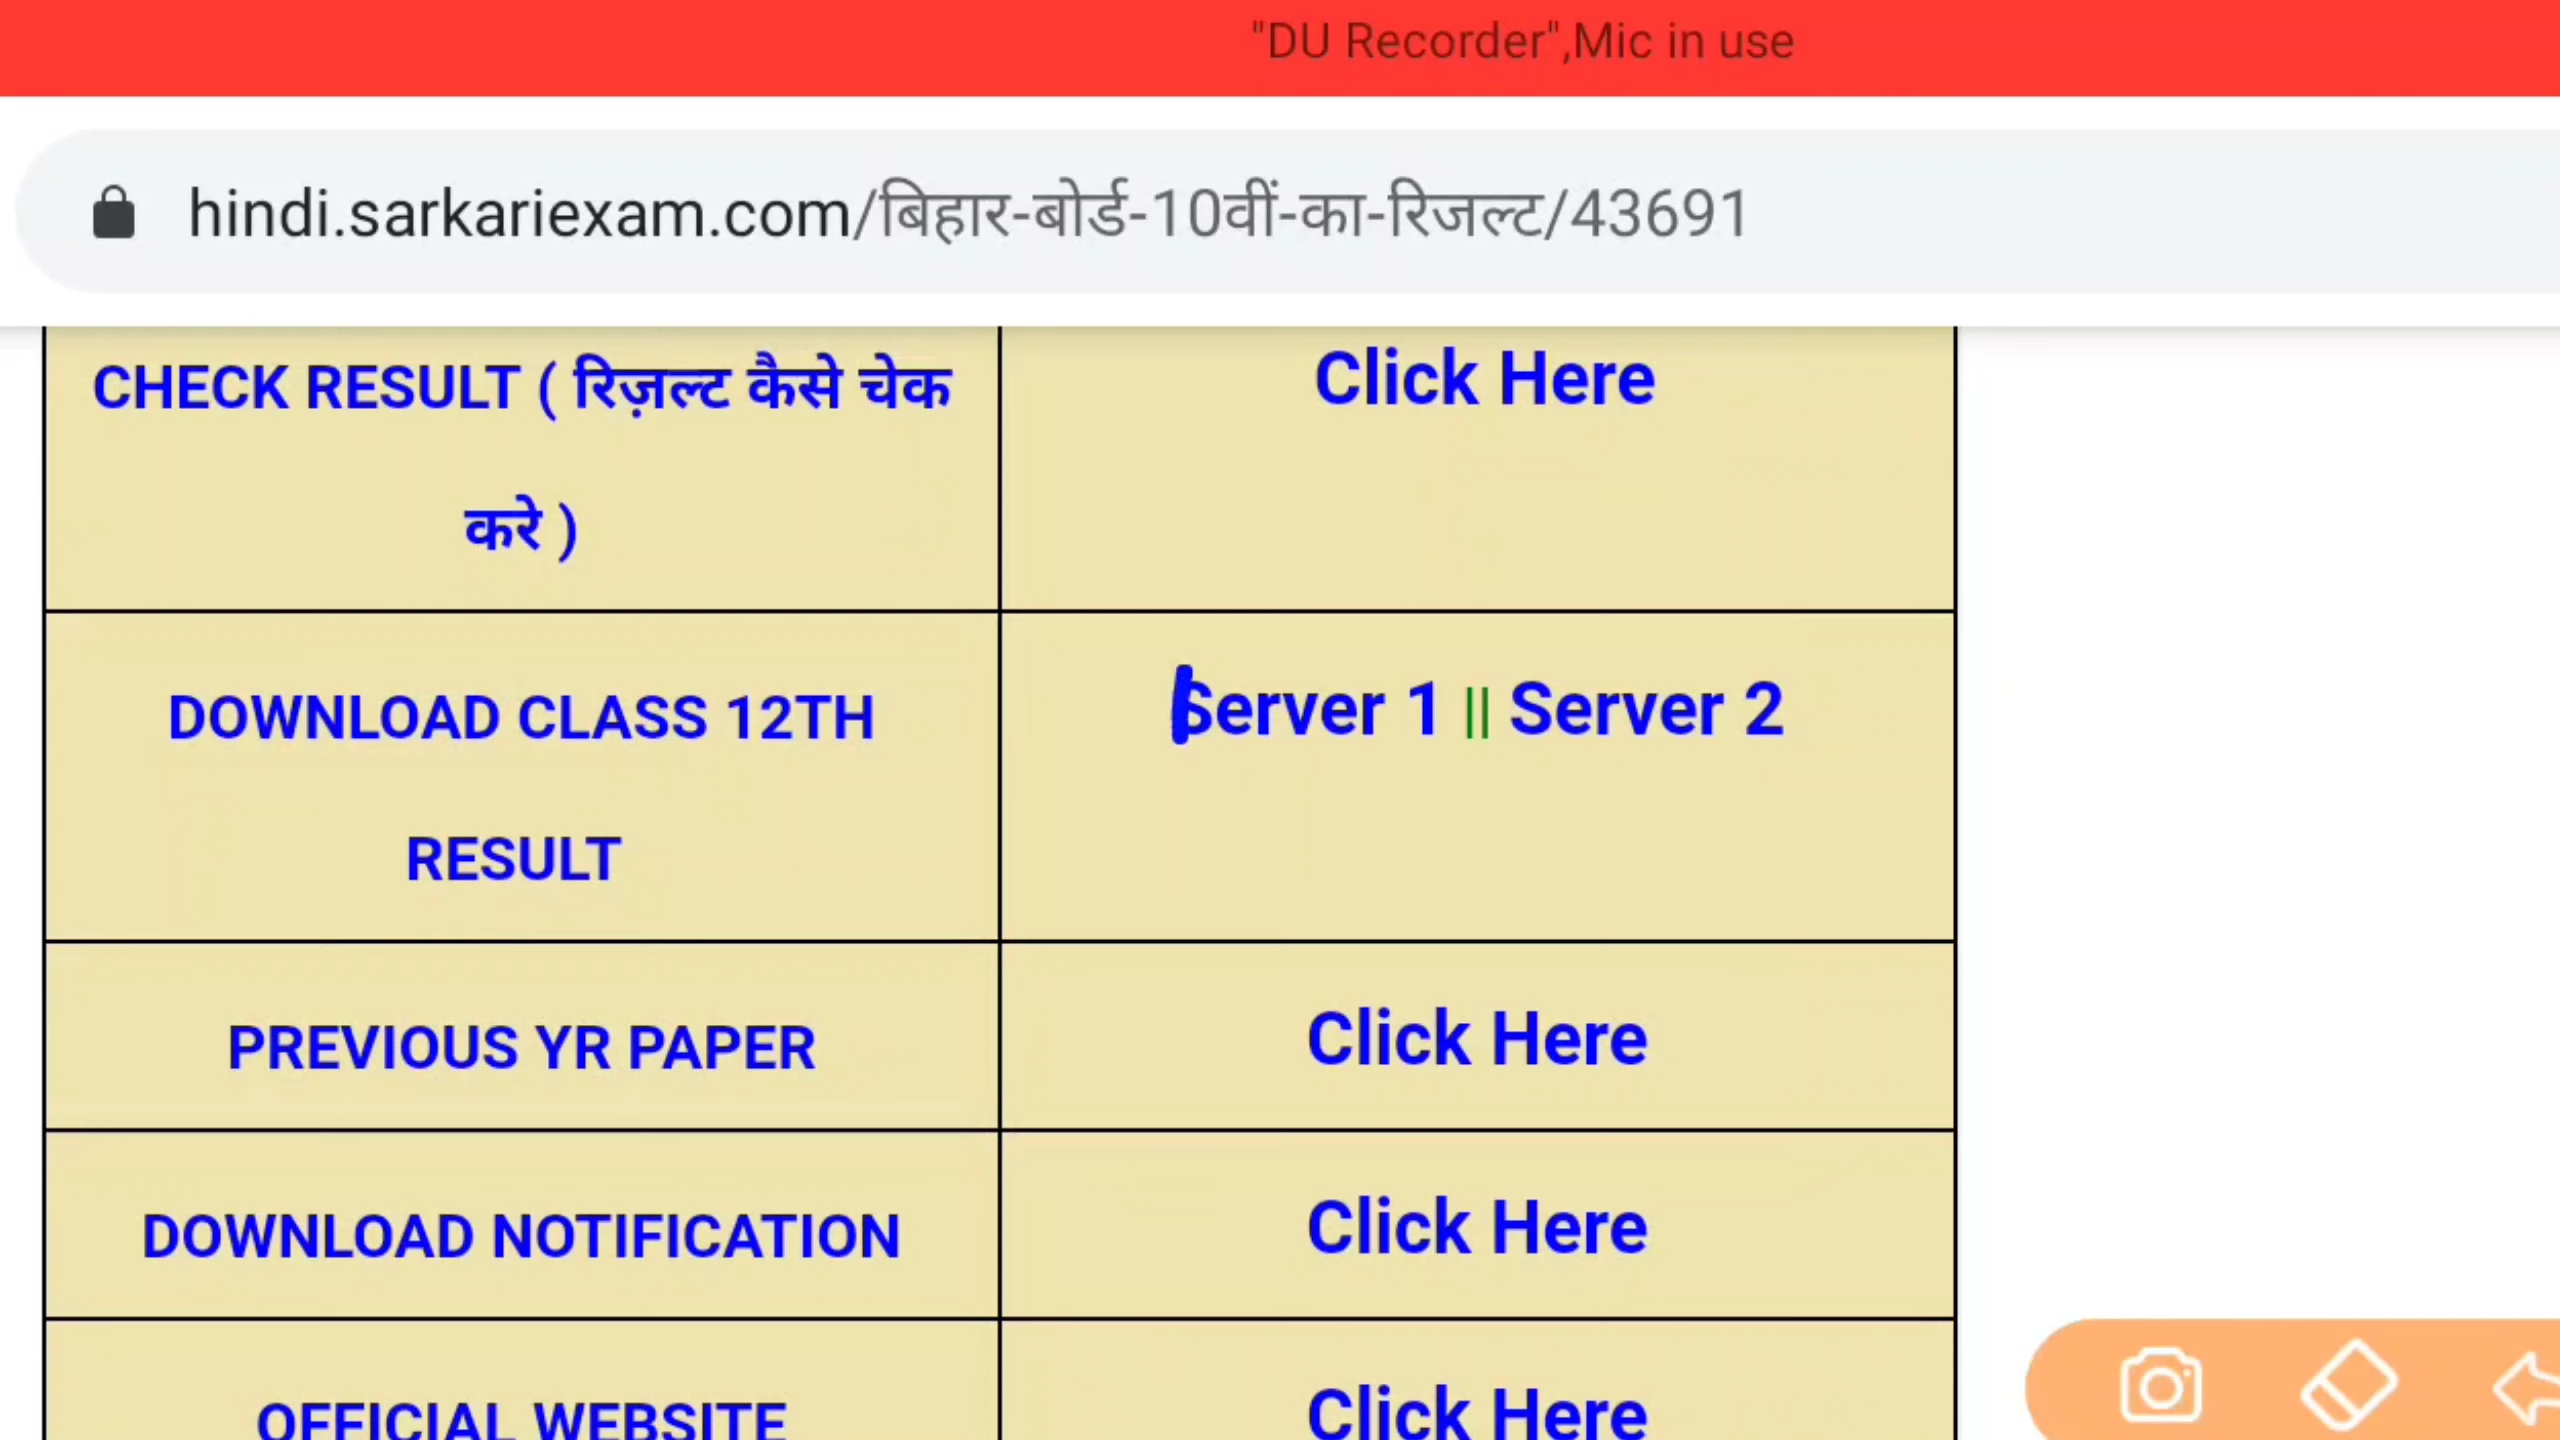 "DU Recorder",Mic in use
hindi.sarkariexam.com/बिहार-बोर्ड-10वीं-का-रिजल्ट/43691
CHECK RESULT ( रिज़ल्ट कैसे चेक
करे )
Click Here
DOWNLOAD CLASS 12TH
RESULT
Server 1 || Server 2
PREVIOUS YR PAPER
Click Here
DOWNLOAD NOTIFICATION
Click Here
OFFICIAL WEBSITE
Click Here